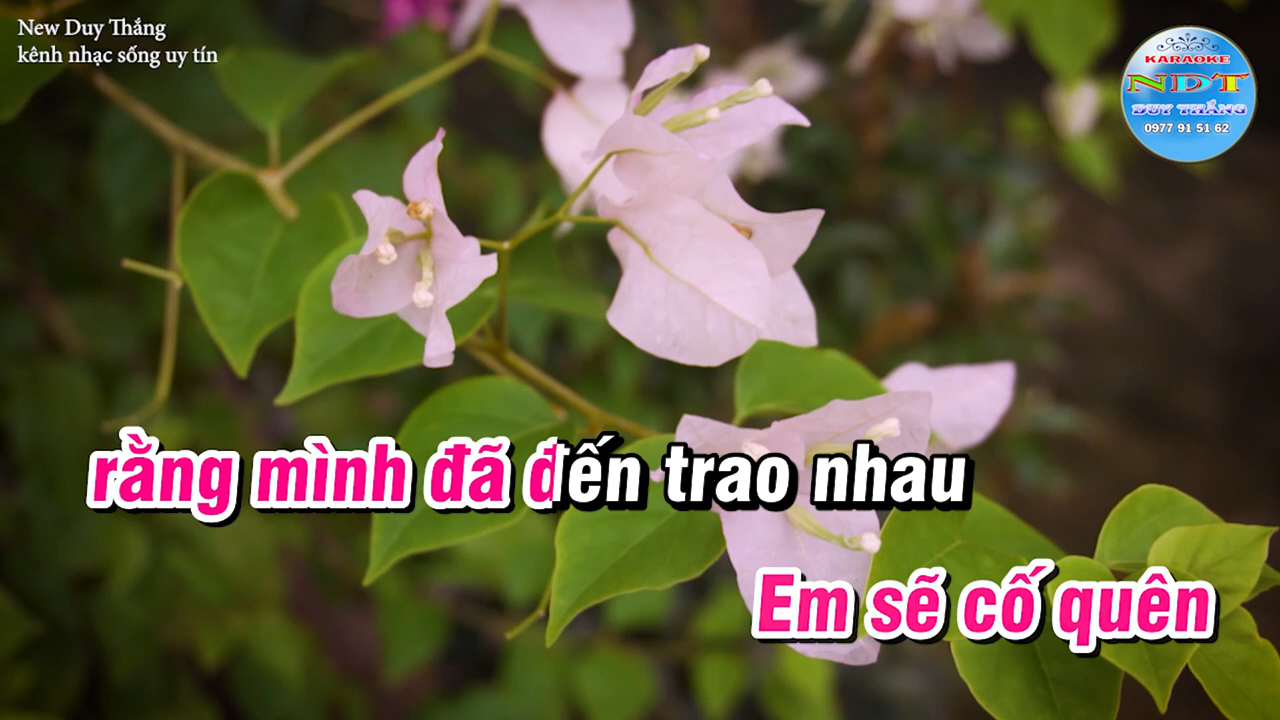 New Duy Thắng
kênh nhạc sống uy tín
KARAOKE
NDT
DUY THẮNG
0977 91 51 62
rằng mình đã đến trao nhau
Em sẽ cố quên